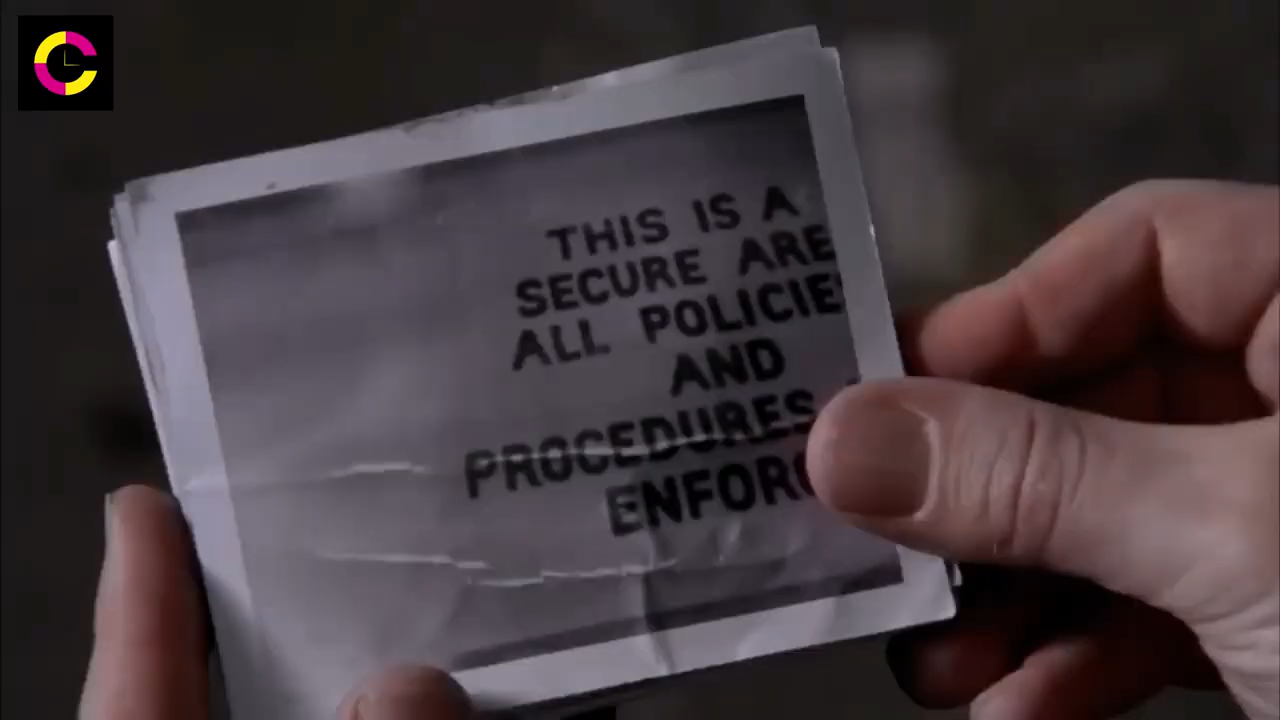 THIS IS A
SECURE ARE
ALL POLICIE
AND
PROCEDURES
ENFORC